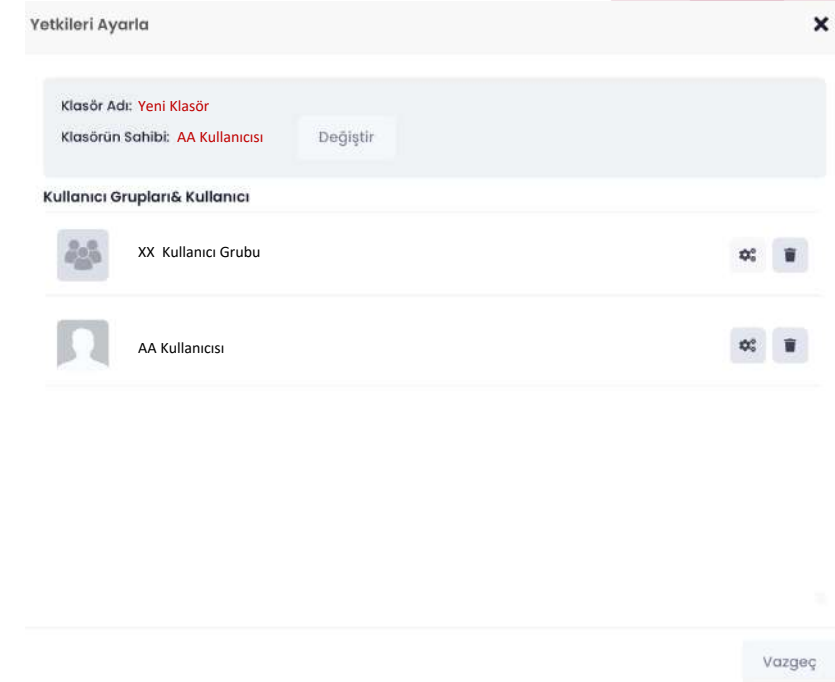 Yetkileri Ayarla
Klasör Adı: Yeni Klasör
Klasörün Sahibi: AA Kullanıcısı Değiştir
Kullanıcı Grupları& Kullanıcı
XX Kullanıcı Grubu
AA Kullanıcısı
Vazgeç